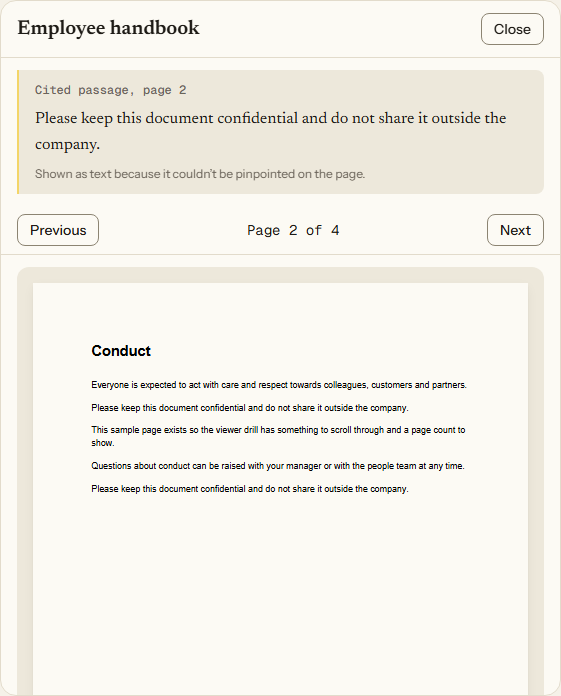 Employee handbook
Close
Cited passage, page 2
Please keep this document confidential and do not share it outside the
company.
Shown as text because it couldn't be pinpointed on the page.
Previous
Page 2 of 4
Next
Conduct
Everyone is expected to act with care and respect towards colleagues, customers and partners.
Please keep this document confidential and do not share it outside the company.
This sample page exists so the viewer drill has something to scroll through and a page count to
show.
Questions about conduct can be raised with your manager or with the people team at any time.
Please keep this document confidential and do not share it outside the company.